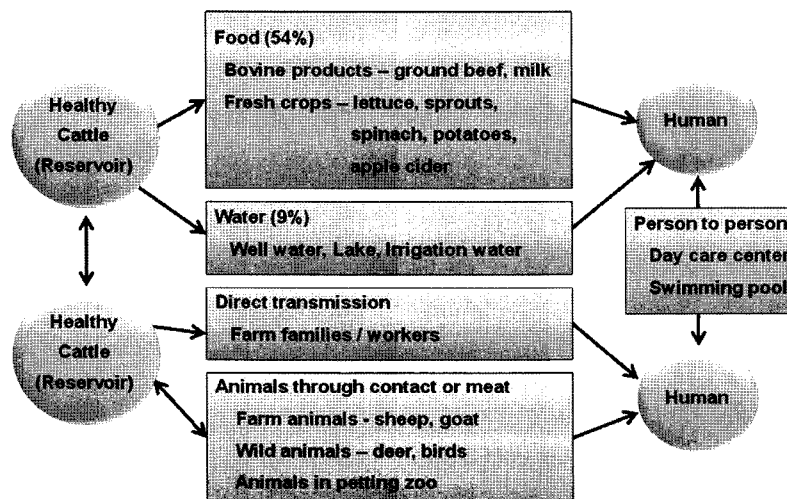 Healthy
Cattle
(Reservoir)
Food (54%)
Bovine products – ground beef, milk
Fresh crops – lettuce, sprouts,
spinach, potatoes,
apple cider
Water (9%)
Well water, Lake, Irrigation water
Human
Person to person
Day care center
Swimming pool
Healthy
Cattle
(Reservoir)
Direct transmission
Farm families / workers
Animals through contact or meat
Farm animals - sheep, goat
Wild animals – deer, birds
Animals in petting zoo
Human